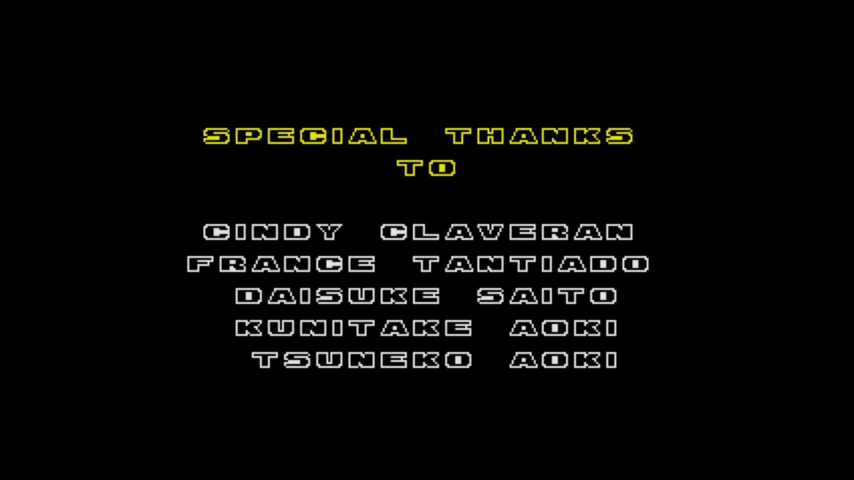 SPECIAL THANKS
TO
CINDY CLAVERAN
FRANCE TANTIADO
DAISUKE SAITO
KUNITAKE AOKI
TSUNEKO AOKI